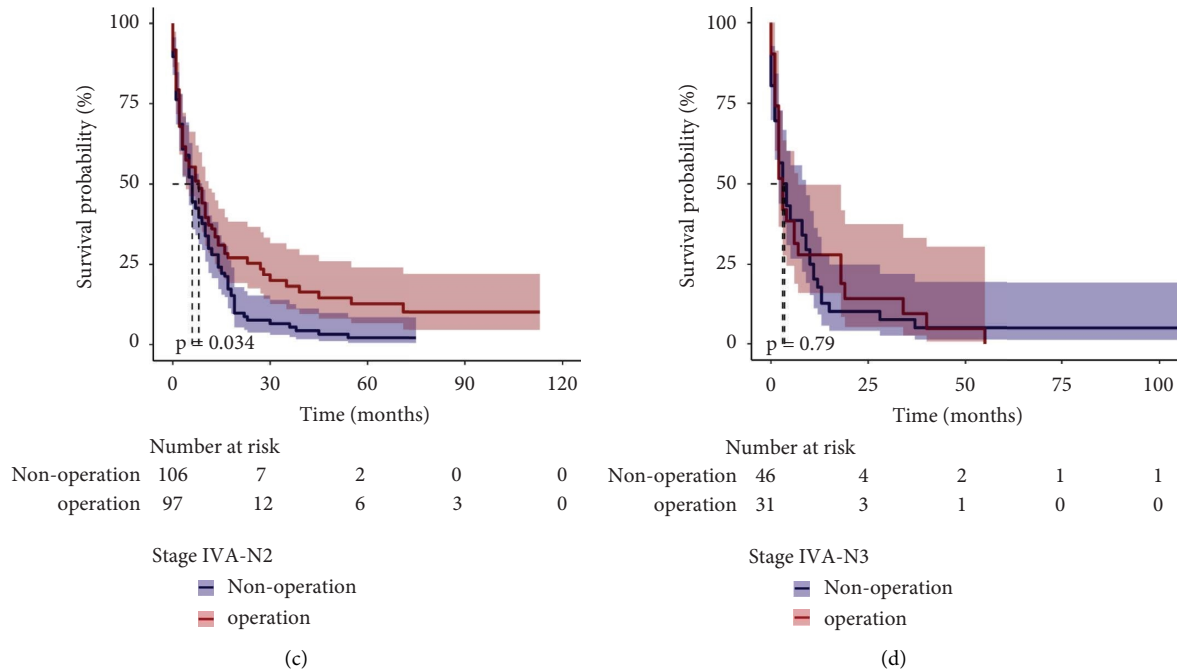 100
75
50
25
0
Survival probability (%)
p = 0.034
0 30 60 90 120
Time (months)
Number at risk
Non-operation 106 7 2 0 0
operation 97 12 6 3 0
Stage IVA-N2
Non-operation
operation
(c)
100
75
50
25
0
Survival probability (%)
p = 0.79
0 25 50 75 100
Time (months)
Number at risk
Non-operation 46 4 2 1 1
operation 31 3 1 0 0
Stage IVA-N3
Non-operation
operation
(d)